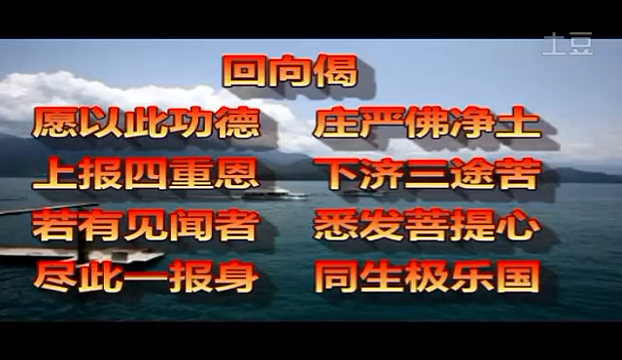 土豆
回向偈
愿以此功德 庄严佛净土
上报四重恩 下济三途苦
若有见闻者 悉发菩提心
尽此一报身 同生极乐国